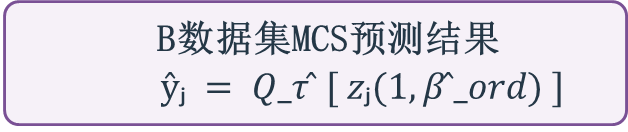 B数据集MCS预测结果
ŷⱼ = Q_τ̂ [ zⱼ(1, β̂_ord) ]